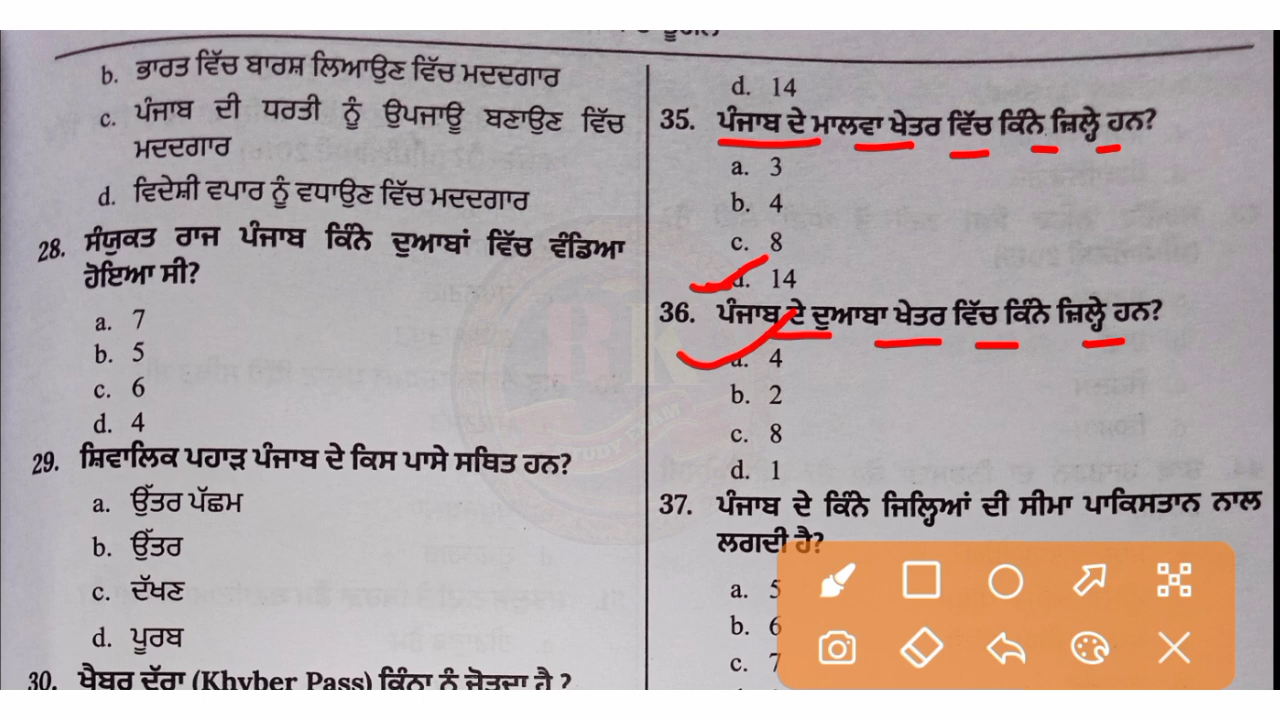 b. ਭਾਰਤ ਵਿੱਚ ਬਾਰਸ਼ ਲਿਆਉਣ ਵਿੱਚ ਮਦਦਗਾਰ
c. ਪੰਜਾਬ ਦੀ ਧਰਤੀ ਨੂੰ ਉਪਜਾਊ ਬਣਾਉਣ ਵਿੱਚ
ਮਦਦਗਾਰ
d. ਵਿਦੇਸ਼ੀ ਵਪਾਰ ਨੂੰ ਵਧਾਉਣ ਵਿੱਚ ਮਦਦਗਾਰ
28. ਸੰਯੁਕਤ ਰਾਜ ਪੰਜਾਬ ਕਿੰਨੇ ਦੁਆਬਾਂ ਵਿੱਚ ਵੰਡਿਆ
ਹੋਇਆ ਸੀ?
a. 7
b. 5
c. 6
d. 4
29. ਸ਼ਿਵਾਲਿਕ ਪਹਾੜ ਪੰਜਾਬ ਦੇ ਕਿਸ ਪਾਸੇ ਸਥਿਤ ਹਨ?
a. ਉੱਤਰ ਪੱਛਮ
b. ਉੱਤਰ
c. ਦੱਖਣ
d. ਪੂਰਬ
30. ਖੈਬਰ ਦੱਰਾ (Khyber Pass) ਕਿੰਨਾ ਨੂੰ ਜੋੜਦਾ ਹੈ ?
d. 14
35. ਪੰਜਾਬ ਦੇ ਮਾਲਵਾ ਖੇਤਰ ਵਿੱਚ ਕਿੰਨੇ ਜ਼ਿਲ੍ਹੇ ਹਨ?
a. 3
b. 4
c. 8
d. 14
36. ਪੰਜਾਬ ਦੇ ਦੁਆਬਾ ਖੇਤਰ ਵਿੱਚ ਕਿੰਨੇ ਜ਼ਿਲ੍ਹੇ ਹਨ?
a. 4
b. 2
c. 8
d. 1
37. ਪੰਜਾਬ ਦੇ ਕਿੰਨੇ ਜਿਲ੍ਹਿਆਂ ਦੀ ਸੀਮਾ ਪਾਕਿਸਤਾਨ ਨਾਲ
ਲਗਦੀ ਹੈ?
a. 5
b. 6
c. 7